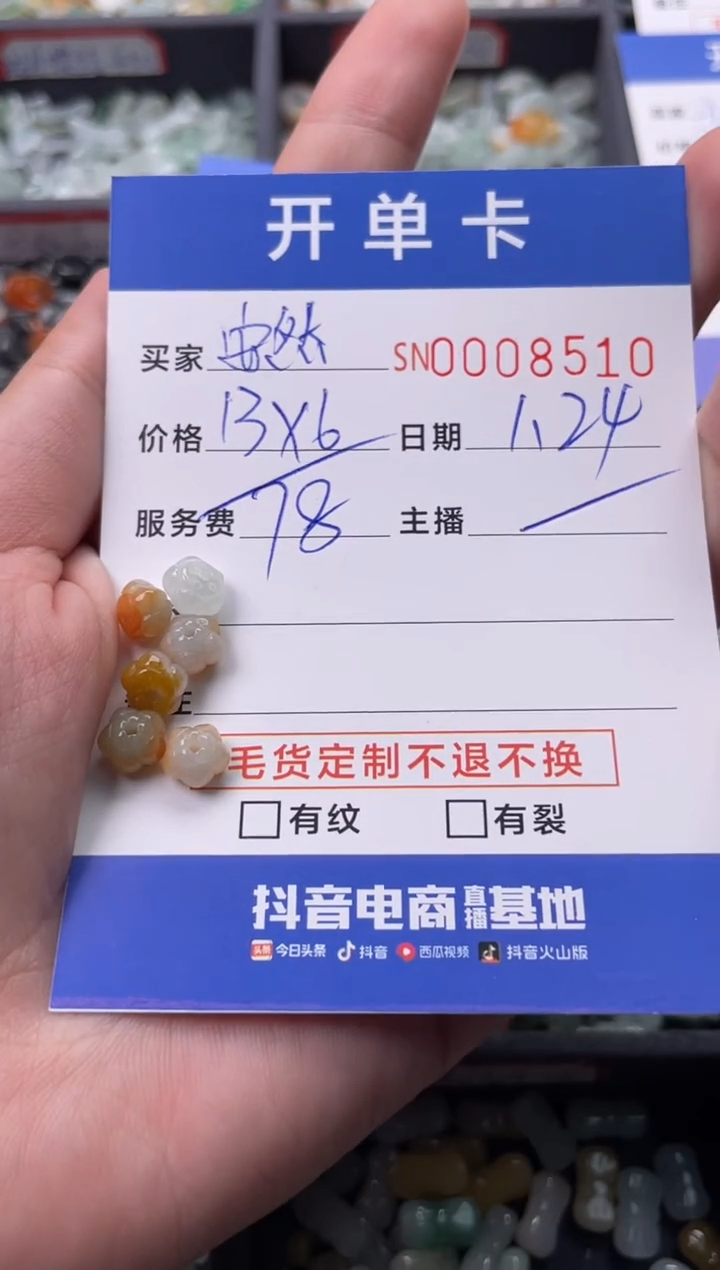 开单卡
买家 安然 SN0008510
价格 13X6 日期 1、24
服务费 78 主播
毛货定制不退不换
有纹 有裂
抖音电商直播基地
今日头条 抖音 西瓜视频 抖音火山版